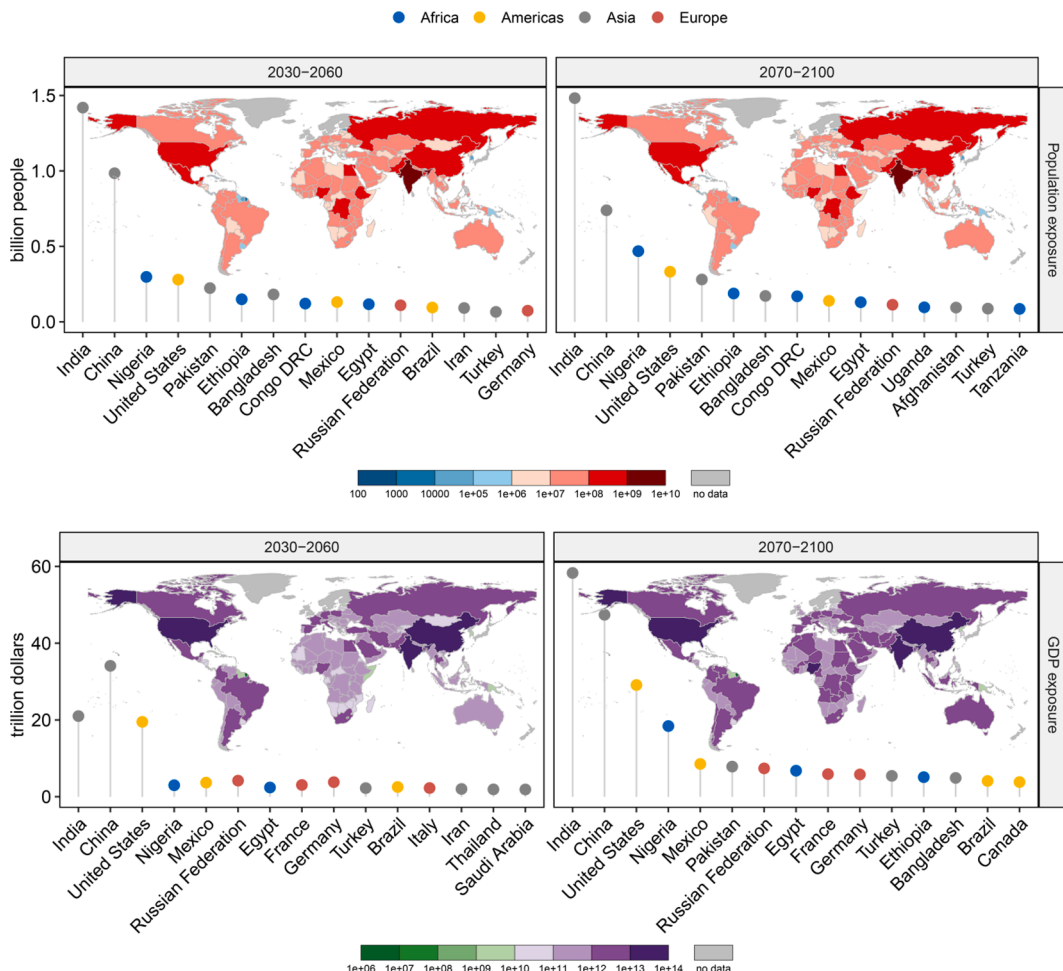 Africa Americas Asia Europe
2030−2060 2070−2100
1.5
1.0
0.5
0.0
billion people
Population exposure
India China Nigeria United States Pakistan Ethiopia Bangladesh Congo DRC Mexico Egypt Russian Federation Brazil Iran Turkey Germany
India China Nigeria United States Pakistan Ethiopia Bangladesh Congo DRC Mexico Egypt Russian Federation Uganda Afghanistan Turkey Tanzania
100 1000 10000 1e+05 1e+06 1e+07 1e+08 1e+09 1e+10 no data
2030−2060 2070−2100
60
40
20
0
trillion dollars
GDP exposure
India China United States Nigeria Mexico Russian Federation Egypt France Germany Turkey Brazil Italy Iran Thailand Saudi Arabia
India China United States Nigeria Mexico Pakistan Russian Federation Egypt France Germany Turkey Ethiopia Bangladesh Brazil Canada
1e+06 1e+07 1e+08 1e+09 1e+10 1e+11 1e+12 1e+13 1e+14 no data